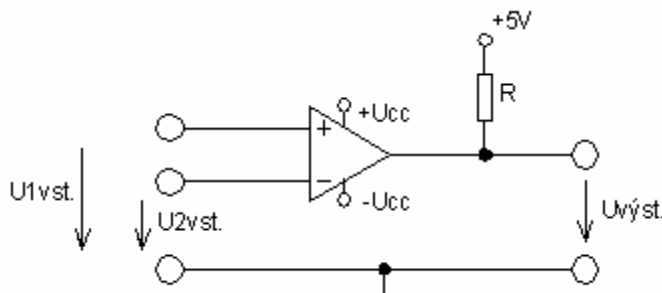 +5V
R
+Ucc
+
−
-Ucc
U1vst.
U2vst.
Uvýst.